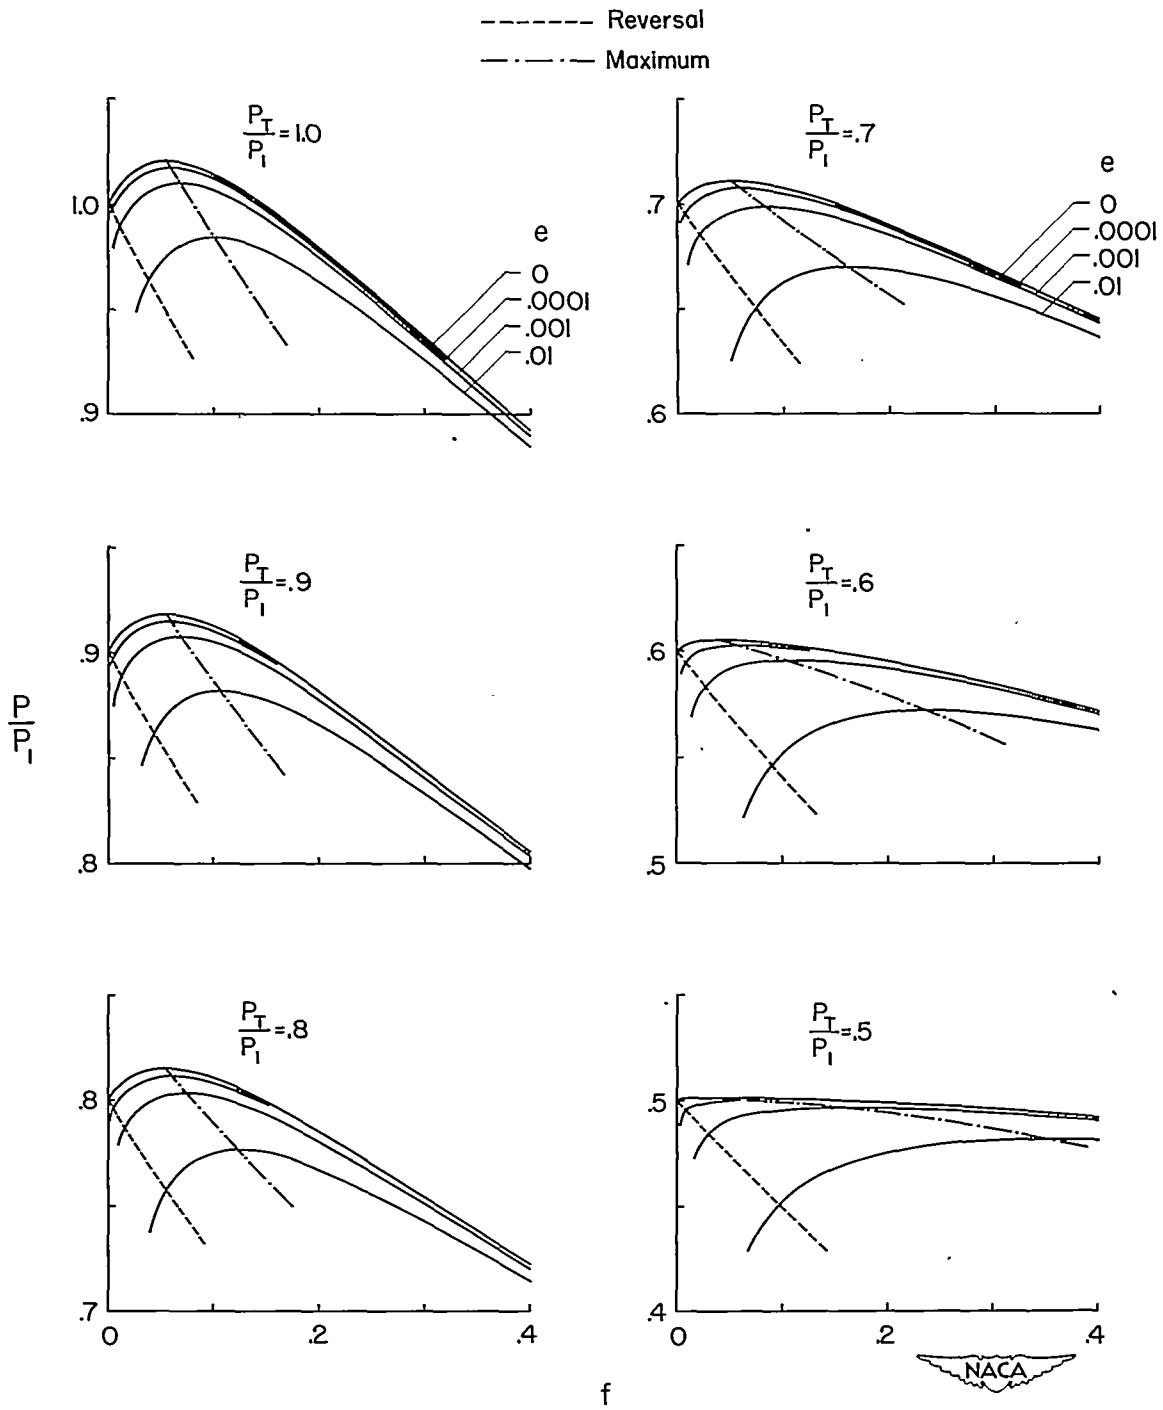 Reversal
Maximum
P_T/P_1 = 1.0
1.0
.9
e
0
.0001
.001
.01
P_T/P_1 = .7
.7
.6
e
0
.0001
.001
.01
P_T/P_1 = .9
.9
.8
P_T/P_1 = .6
.6
.5
P/P_1
P_T/P_1 = .8
.8
.7
0 .2 .4
P_T/P_1 = .5
.5
.4
0 .2 .4
NACA
f